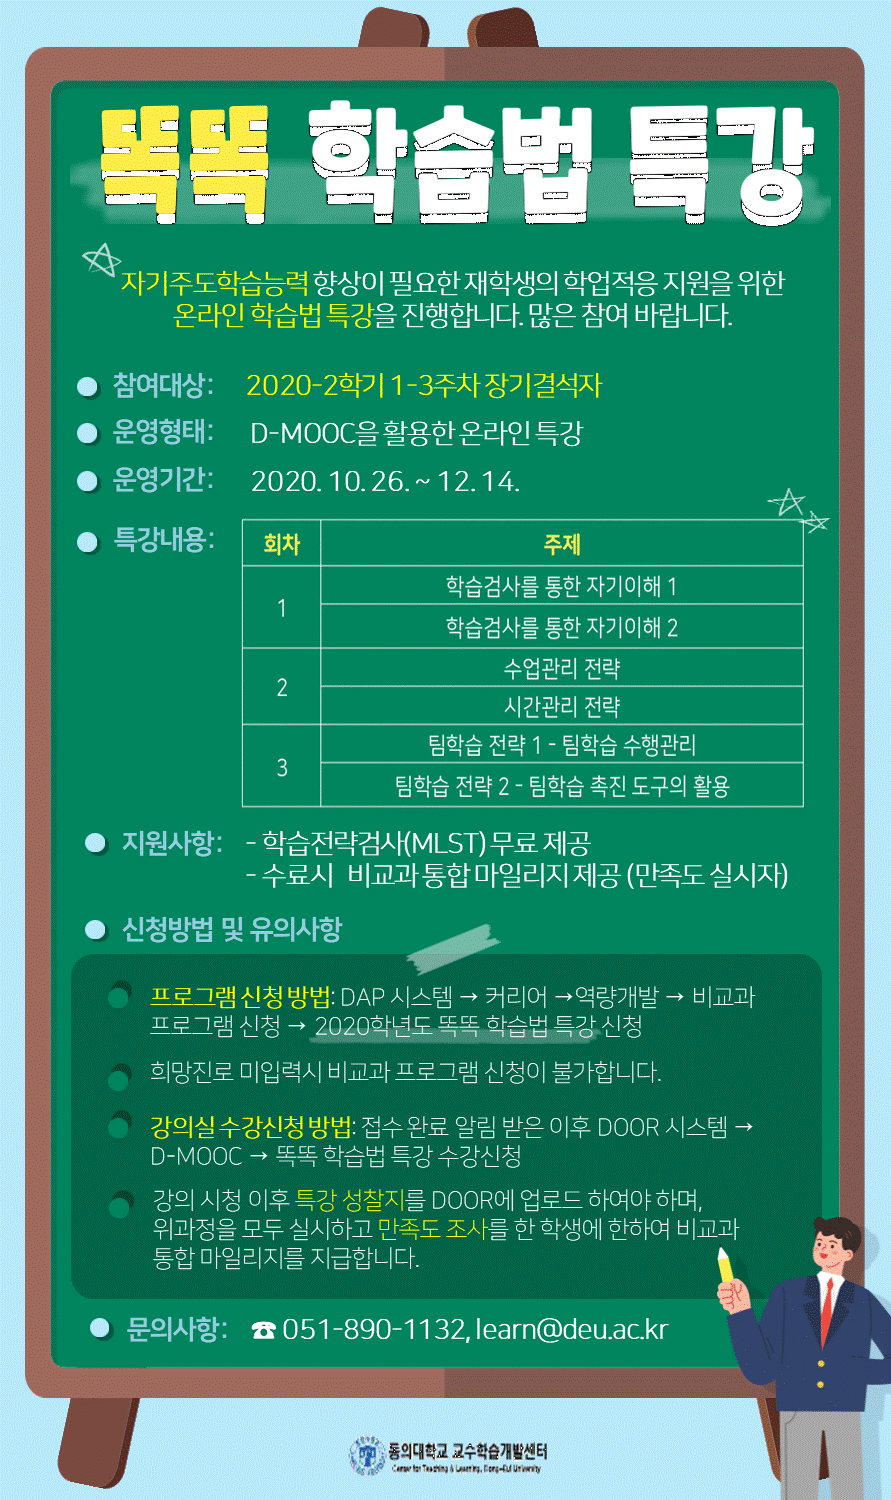 똑똑 학습법 특강
자기주도학습능력 향상이 필요한 재학생의 학업적응 지원을 위한
온라인 학습법 특강을 진행합니다. 많은 참여 바랍니다.
참여대상: 2020-2학기 1-3주차 장기결석자
운영형태: D-MOOC을 활용한 온라인 특강
운영기간: 2020. 10. 26. ~ 12. 14.
특강내용:
회차 주제
1 학습검사를 통한 자기이해 1
학습검사를 통한 자기이해 2
2 수업관리 전략
시간관리 전략
3 팀학습 전략 1 - 팀학습 수행관리
팀학습 전략 2 - 팀학습 촉진 도구의 활용
지원사항: - 학습전략검사(MLST) 무료 제공
- 수료시 비교과 통합 마일리지 제공 (만족도 실시자)
신청방법 및 유의사항
프로그램 신청 방법: DAP 시스템 → 커리어 →역량개발 → 비교과
프로그램 신청 → 2020학년도 똑똑 학습법 특강 신청
희망진로 미입력시 비교과 프로그램 신청이 불가합니다.
강의실 수강신청 방법: 접수 완료 알림 받은 이후 DOOR 시스템 →
D-MOOC → 똑똑 학습법 특강 수강신청
강의 시청 이후 특강 성찰지를 DOOR에 업로드 하여야 하며,
위과정을 모두 실시하고 만족도 조사를 한 학생에 한하여 비교과
통합 마일리지를 지급합니다.
문의사항: ☎ 051-890-1132, learn@deu.ac.kr
동의대학교 교수학습개발센터
Center for Teaching & Learning, Dong-Eui University